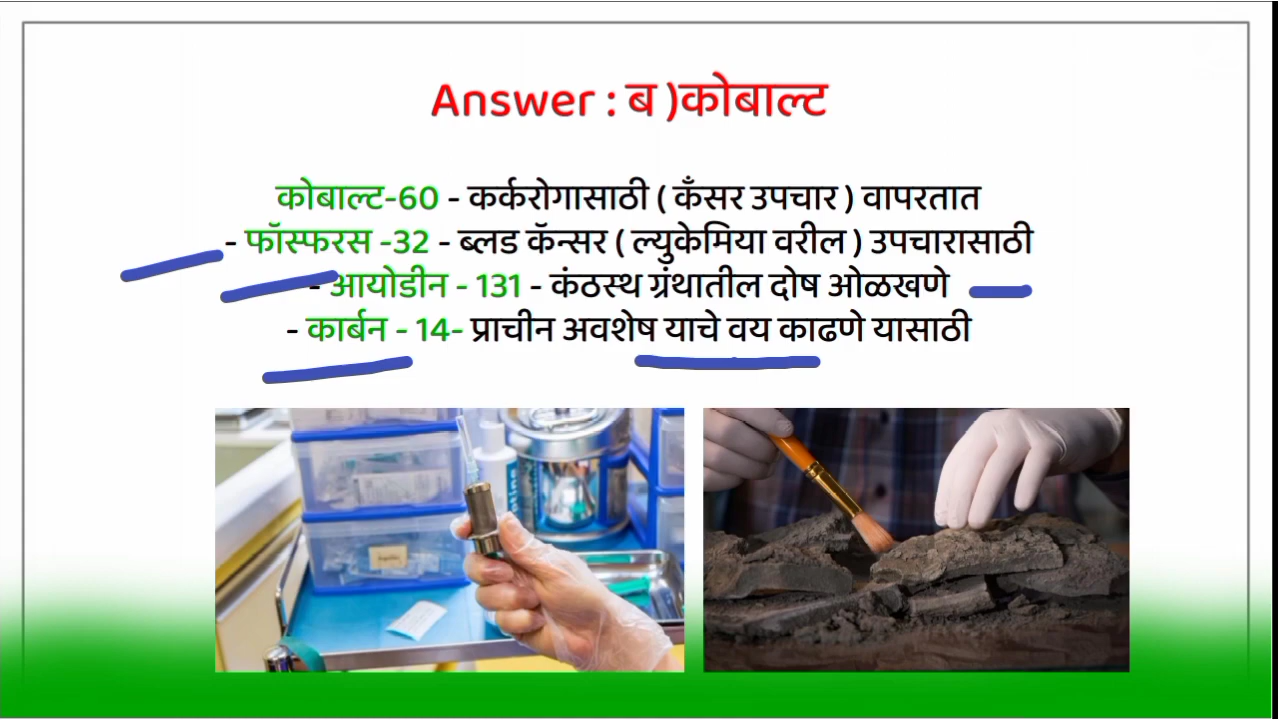 Answer : ब )कोबाल्ट
कोबाल्ट-60 - कर्करोगासाठी ( कँसर उपचार ) वापरतात
- फॉस्फरस -32 - ब्लड कॅन्सर ( ल्युकेमिया वरील ) उपचारासाठी
- आयोडीन - 131 - कंठस्थ ग्रंथातील दोष ओळखणे
- कार्बन - 14- प्राचीन अवशेष याचे वय काढणे यासाठी